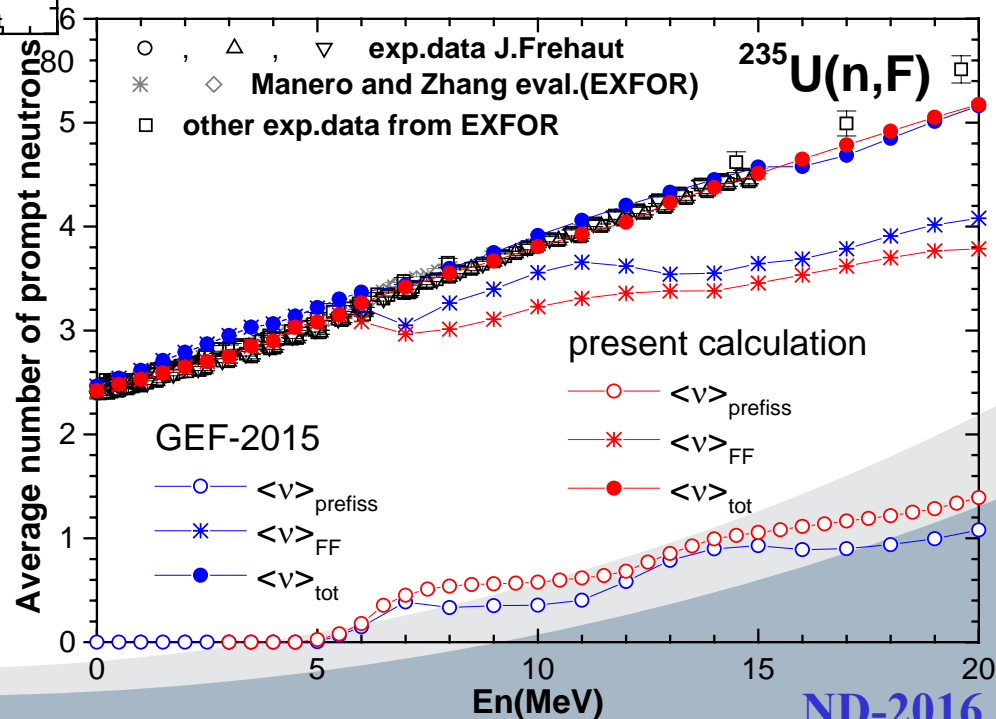 6
80
5
4
3
2
1
0
Average number of prompt neutrons
○ , △ , ▽ exp.data J.Frehaut
✳ ◇ Manero and Zhang eval.(EXFOR)
□ other exp.data from EXFOR
235U(n,F)
present calculation
<ν>prefiss
<ν>FF
<ν>tot
GEF-2015
<ν>prefiss
<ν>FF
<ν>tot
0 5 10 15 20
En(MeV)
ND-2016